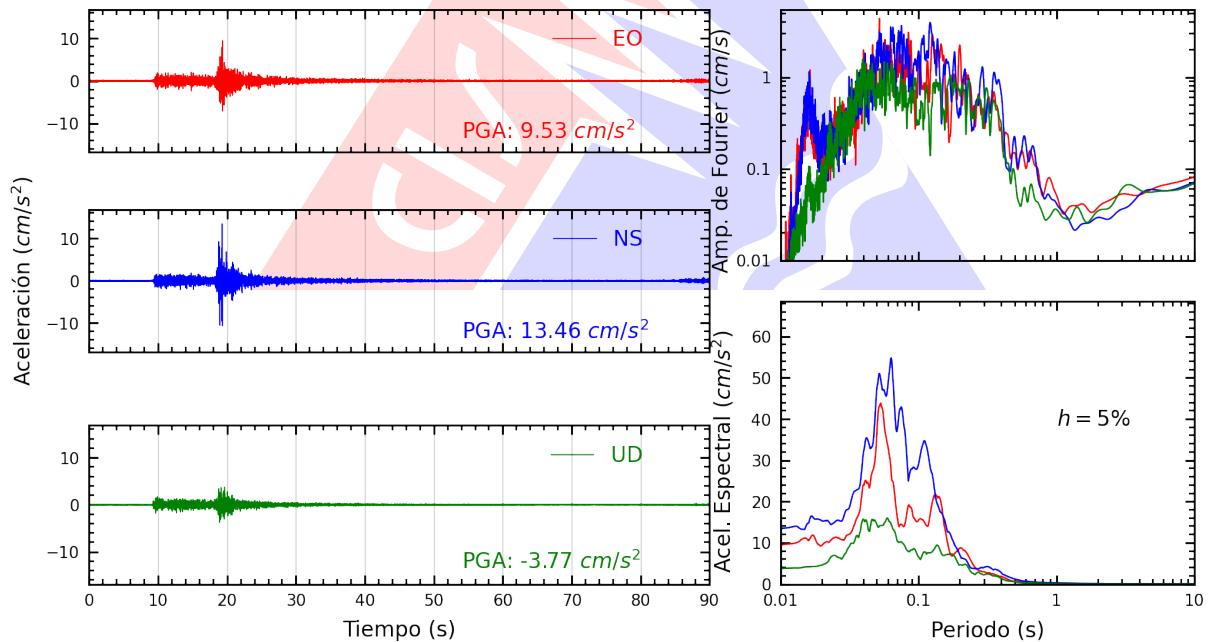 Aceleración (cm/s²)
10
0
−10
EO
PGA: 9.53 cm/s²
10
0
−10
NS
PGA: 13.46 cm/s²
10
0
−10
UD
PGA: -3.77 cm/s²
0 10 20 30 40 50 60 70 80 90
Tiempo (s)
Amp. de Fourier (cm/s)
1
0.1
0.01
Acel. Espectral (cm/s²)
60
50
40
30
20
10
0
h = 5%
0.01 0.1 1 10
Periodo (s)
CISMID